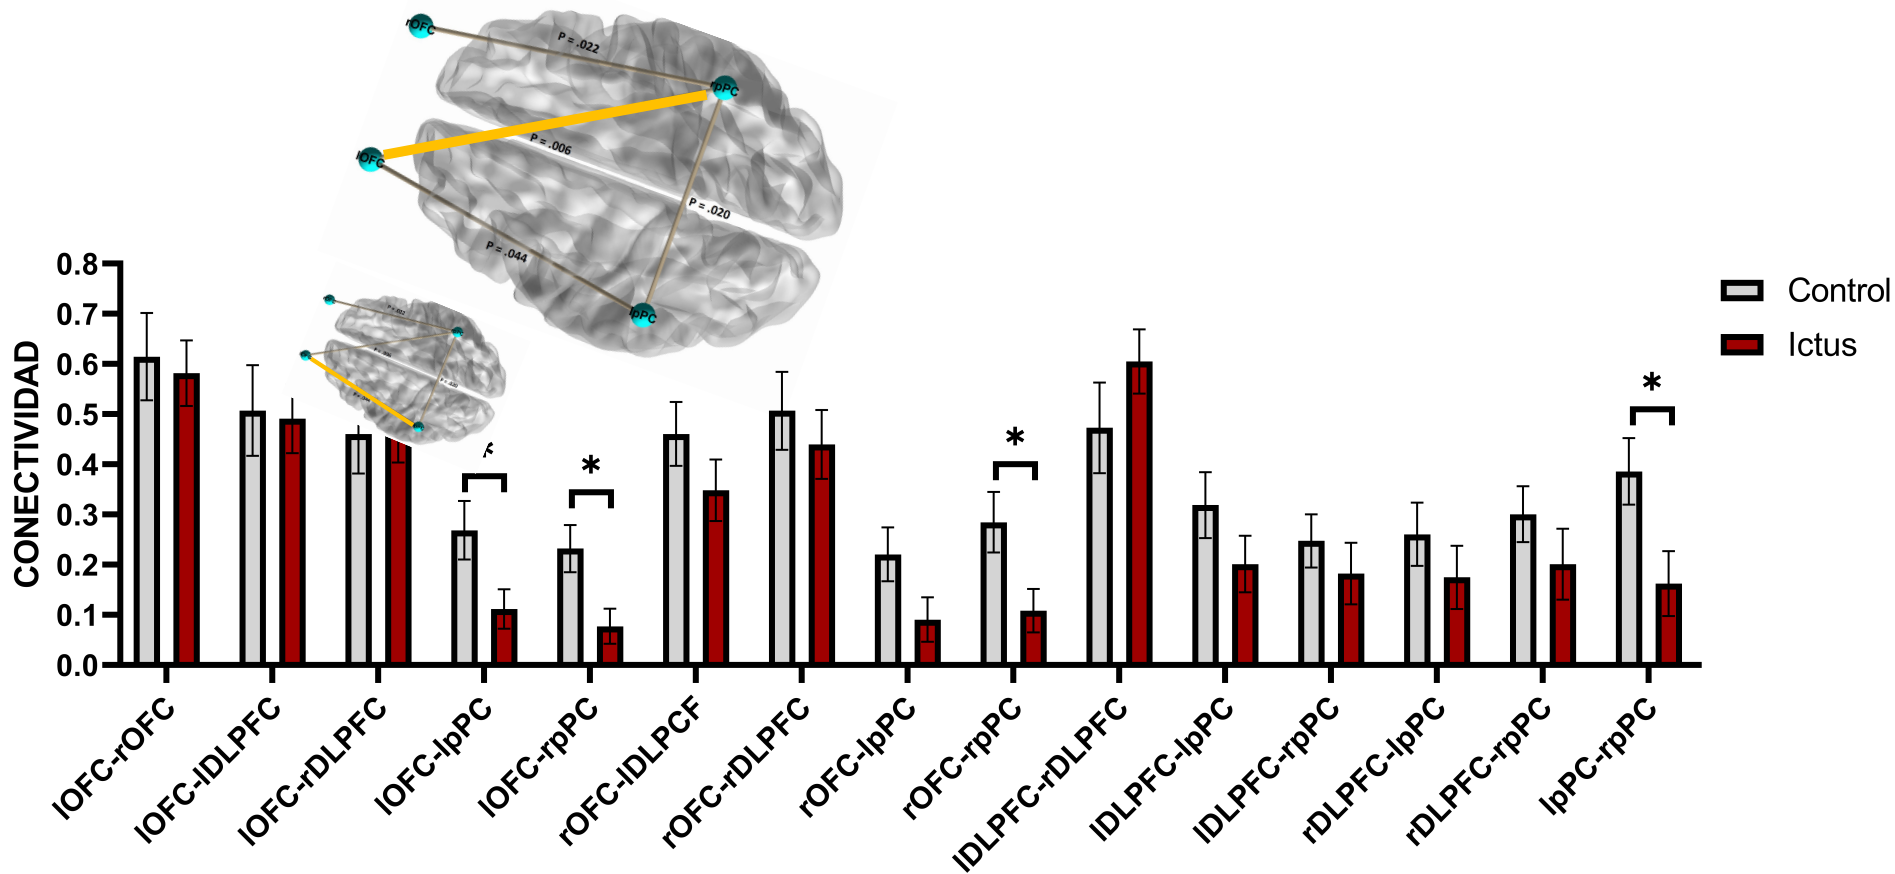 rOFC
P = .022
rpPC
P = .006
lOFC
P = .020
P = .044
lpPC
0.8
0.7
0.6
0.5
0.4
0.3
0.2
0.1
0.0
CONECTIVIDAD
Control
Ictus
*
*
*
lOFC-rOFC
lOFC-lDLPFC
lOFC-rDLPFC
lOFC-lpPC
lOFC-rpPC
rOFC-lDLPCF
rOFC-rDLPFC
rOFC-lpPC
rOFC-rpPC
lDLPFC-rDLPFC
lDLPFC-lpPC
lDLPFC-rpPC
rDLPFC-lpPC
rDLPFC-rpPC
lpPC-rpPC